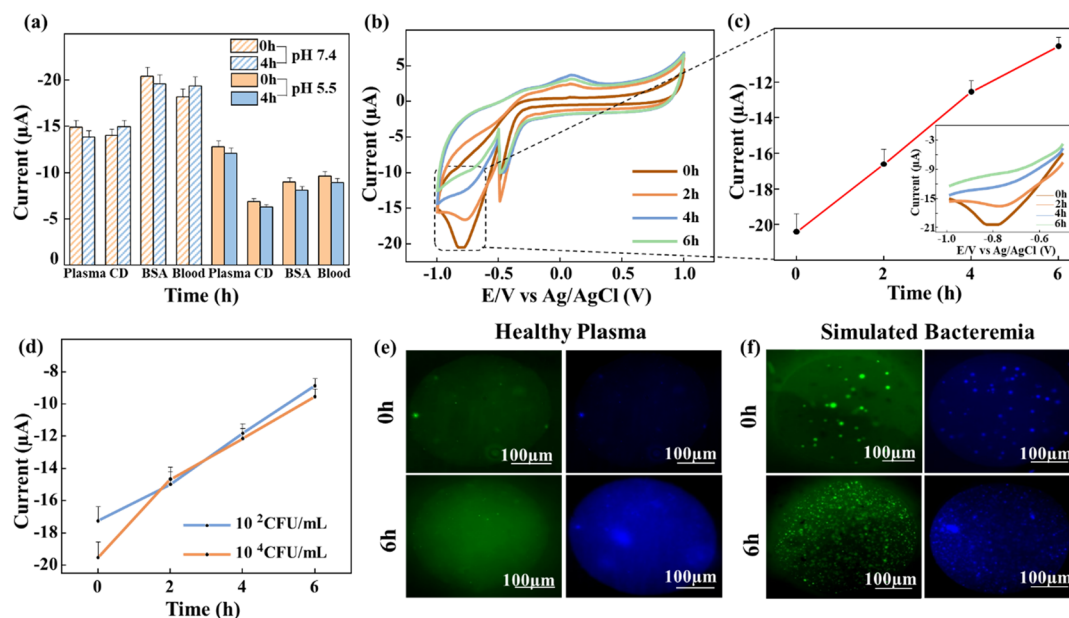 (a)
0h
4h
pH 7.4
0h
4h
pH 5.5
Current (μA)
-20
-15
-10
-5
0
Plasma CD BSA Blood Plasma CD BSA Blood
Time (h)
(b)
Current (μA)
5
0
-5
-10
-15
-20
0h
2h
4h
6h
-1.0 -0.5 0.0 0.5 1.0
E/V vs Ag/AgCl (V)
(c)
Current (μA)
-12
-16
-20
0 2 4 6
Time (h)
Current (μA)
-3
-9
-15
-21
0h
2h
4h
6h
-1.0 -0.8 -0.6
E/V vs Ag/AgCl (V)
(d)
Current (μA)
-8
-10
-12
-14
-16
-18
-20
10 2CFU/mL
10 4CFU/mL
0 2 4 6
Time (h)
Healthy Plasma
(e)
0h
100μm 100μm
6h
100μm 100μm
Simulated Bacteremia
(f)
0h
100μm 100μm
6h
100μm 100μm